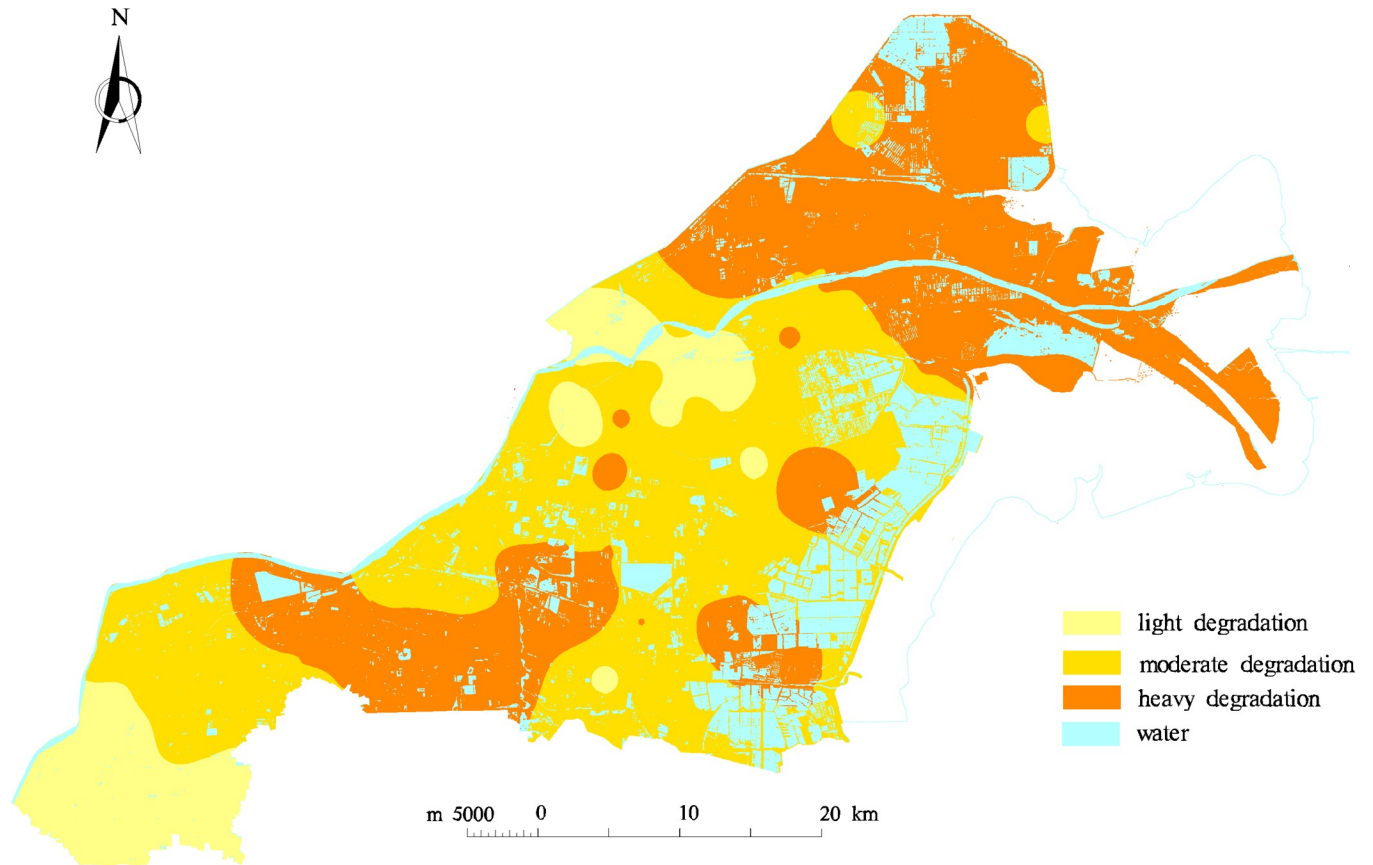 N
light degradation
moderate degradation
heavy degradation
water
m 5000 0 10 20 km